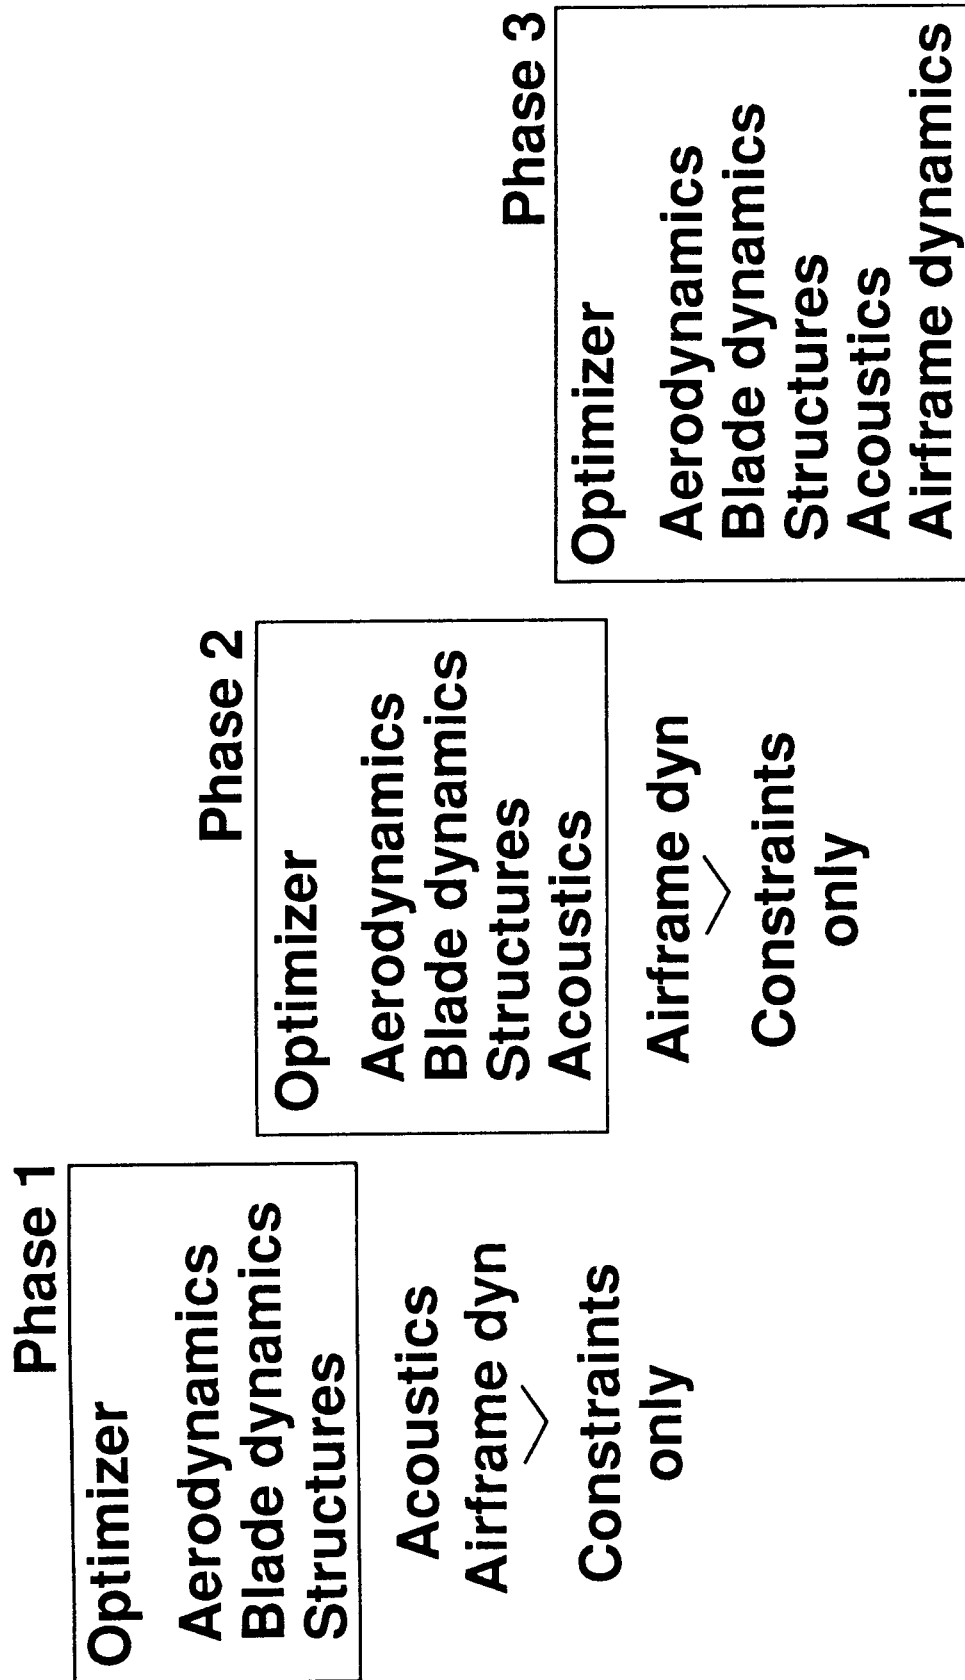 Phase 1
Optimizer
Aerodynamics
Blade dynamics
Structures
Acoustics
Airframe dyn
Constraints
only
Phase 2
Optimizer
Aerodynamics
Blade dynamics
Structures
Acoustics
Airframe dyn
Constraints
only
Phase 3
Optimizer
Aerodynamics
Blade dynamics
Structures
Acoustics
Airframe dynamics